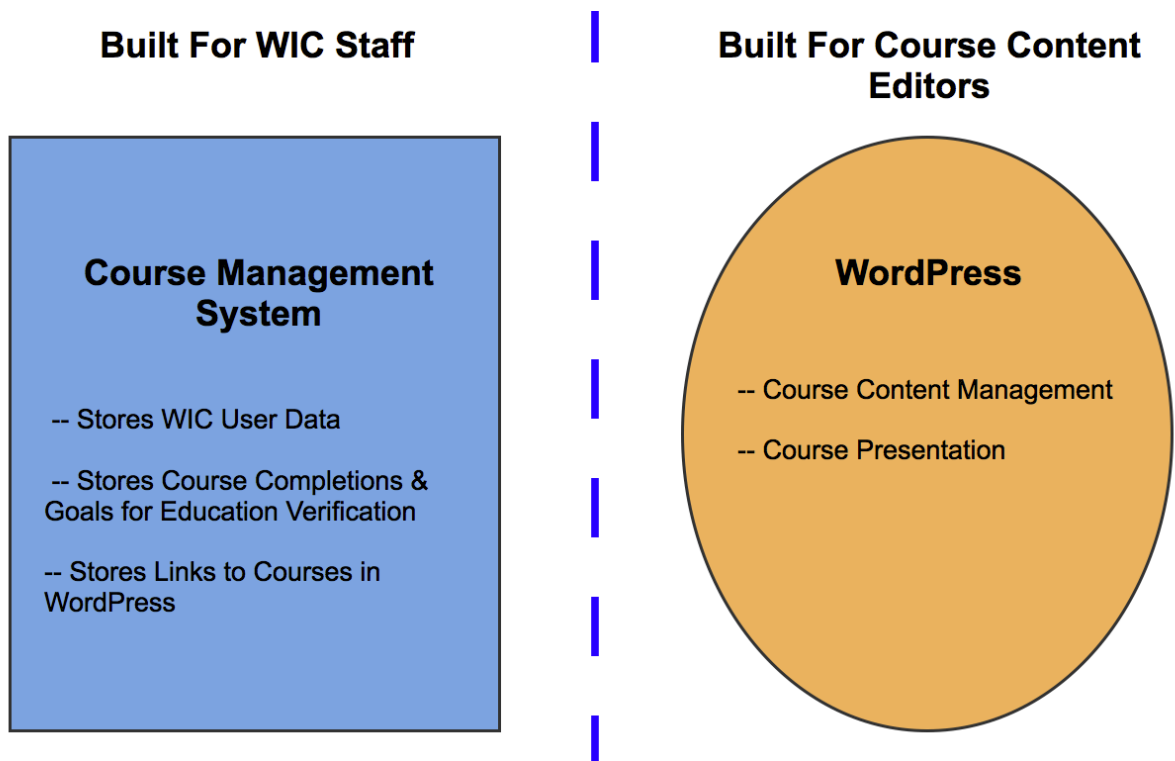 Built For WIC Staff
Course Management
System
-- Stores WIC User Data
-- Stores Course Completions &
Goals for Education Verification
-- Stores Links to Courses in
WordPress
Built For Course Content
Editors
WordPress
-- Course Content Management
-- Course Presentation